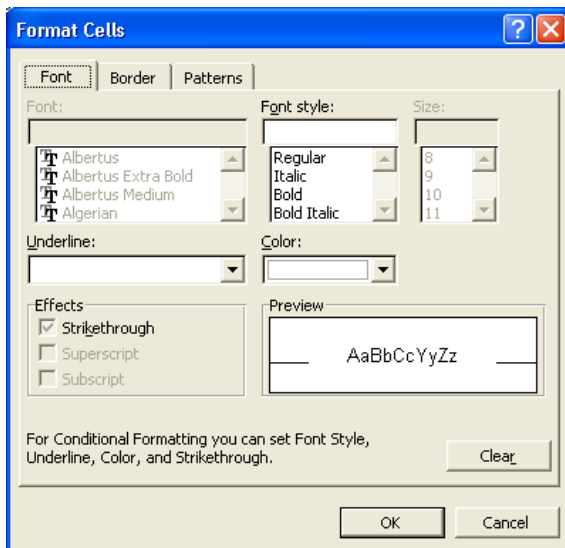 Format Cells
Font Border Patterns
Font: Font style: Size:
Albertus Regular 8
Albertus Extra Bold Italic 9
Albertus Medium Bold 10
Algerian Bold Italic 11
Underline: Color:
Effects Preview
Strikethrough
Superscript AaBbCcYyZz
Subscript
For Conditional Formatting you can set Font Style,
Underline, Color, and Strikethrough.
Clear
OK Cancel